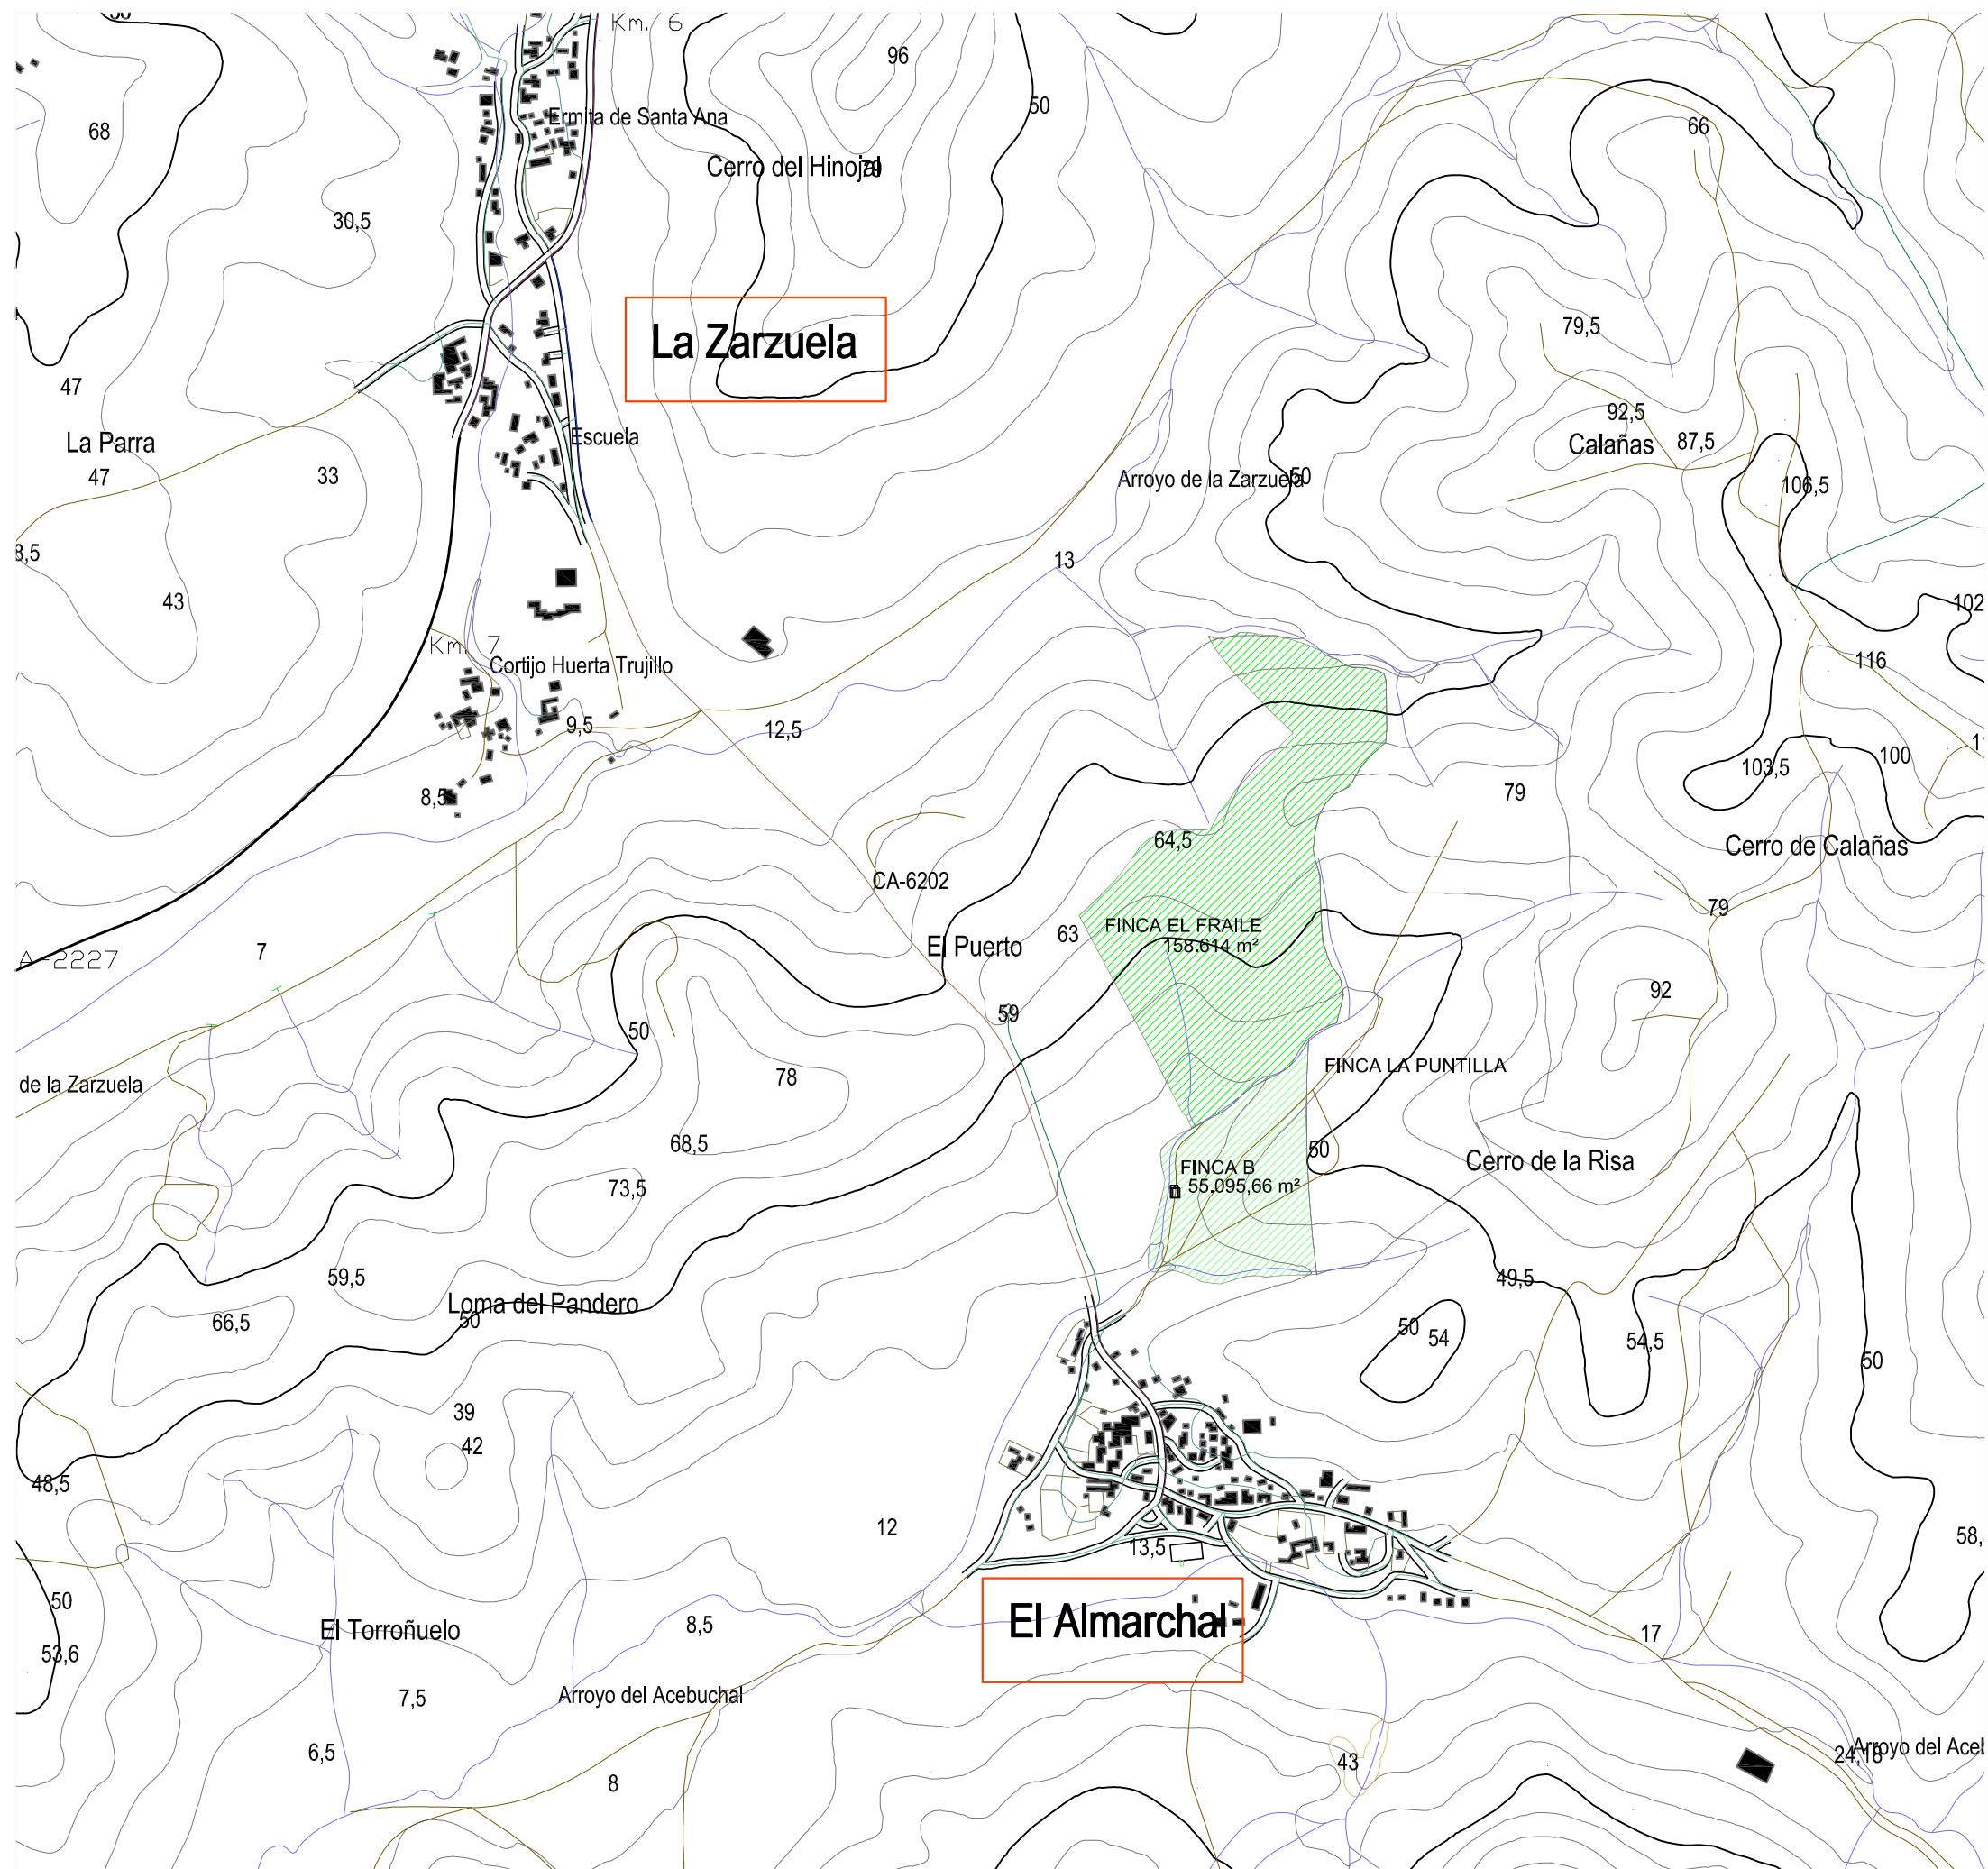 Km. 6
96
50
68
Ermita de Santa Ana
66
Cerro del Hinojal
79
30,5
79,5
La Zarzuela
47
92,5
La Parra
Escuela
Calañas
87,5
47
33
Arroyo de la Zarzuela
50
106,5
3,5
13
43
102
Km. 7
Cortijo Huerta Trujillo
116
9,5
12,5
103,5
100
8,5
79
64,5
Cerro de Calañas
CA-6202
79
FINCA EL FRAILE
158.614 m²
63
El Puerto
7
A-2227
92
59
50
FINCA LA PUNTILLA
78
de la Zarzuela
68,5
50
Cerro de la Risa
FINCA B
55.095,66 m²
73,5
59,5
49,5
Loma del Pandero
50
66,5
50
54
54,5
50
39
42
48,5
12
58,
13,5
50
El Almarchal
8,5
El Torroñuelo
17
53,6
7,5
Arroyo del Acebuchal
6,5
43
Arroyo del Ace
8